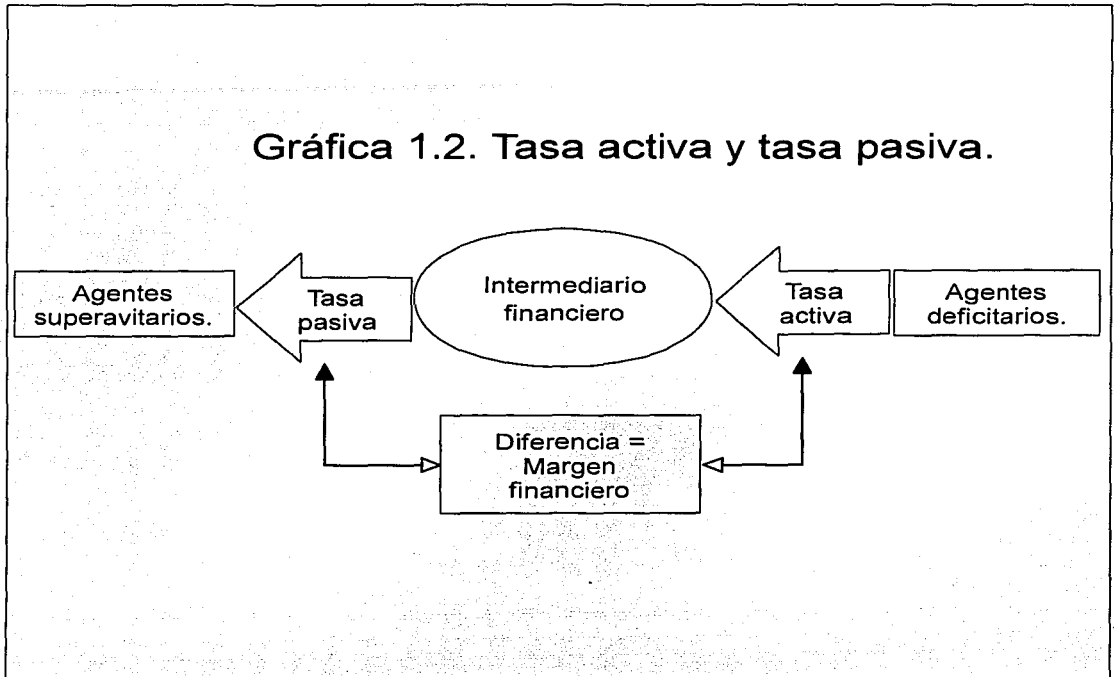 Gráfica 1.2. Tasa activa y tasa pasiva.
Agentes
superavitarios.
Tasa
pasiva
Intermediario
financiero
Tasa
activa
Agentes
deficitarios.
Diferencia =
Margen
financiero